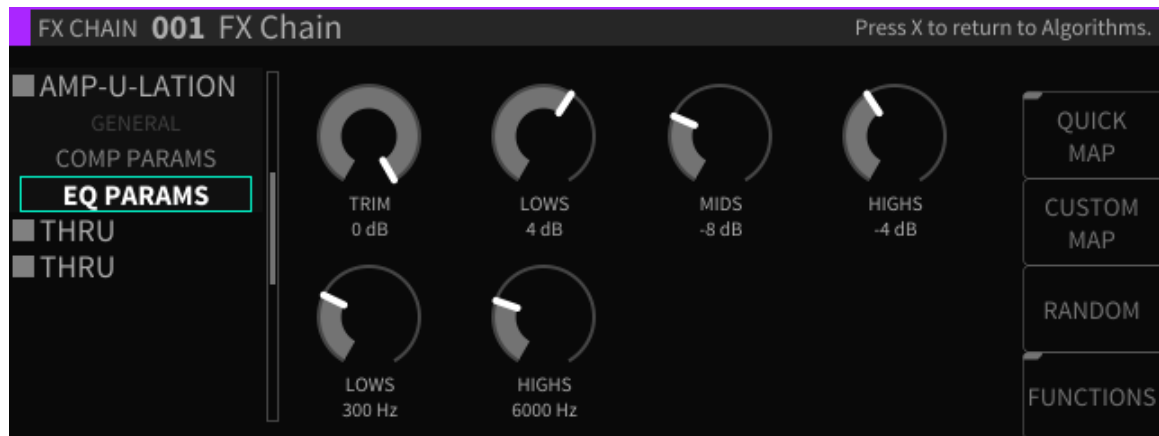 FX CHAIN 001 FX Chain
Press X to return to Algorithms.
AMP-U-LATION
GENERAL
COMP PARAMS
EQ PARAMS
THRU
THRU
TRIM
0 dB
LOWS
4 dB
MIDS
-8 dB
HIGHS
-4 dB
LOWS
300 Hz
HIGHS
6000 Hz
QUICK
MAP
CUSTOM
MAP
RANDOM
FUNCTIONS